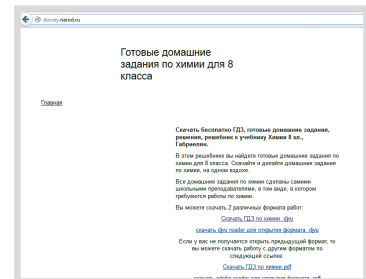 dorvey.narod.ru
Готовые домашние
задания по химии для 8
класса
Главная
Скачать бесплатно ГДЗ, готовые домашние задания,
решения, решебник к учебнику Химия 8 кл.,
Габриелян.
В этом решебнике вы найдете готовые домашние задания по
химии для 8 класса. Скачайте и делайте домашние задания
по химии, на одном вздохе.
Все домашние задания по химии сделаны самими
школьными преподавателями, в том виде, в котором
требуются работы по химии.
Вы можете скачать 2 различных формата работ:
Скачать ГДЗ по химии .djvu
скачать djvu reader для открытия формата .djvu
Если у вас не получается открыть предыдущий формат, то
вы можете скачать работу с другим форматом по
следующей ссылке.
Скачать ГДЗ по химии.pdf